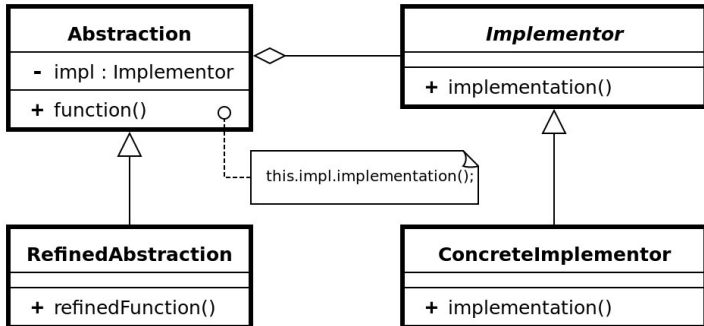 Abstraction
- impl : Implementor
+ function()
Implementor
+ implementation()
this.impl.implementation();
RefinedAbstraction
+ refinedFunction()
ConcreteImplementor
+ implementation()